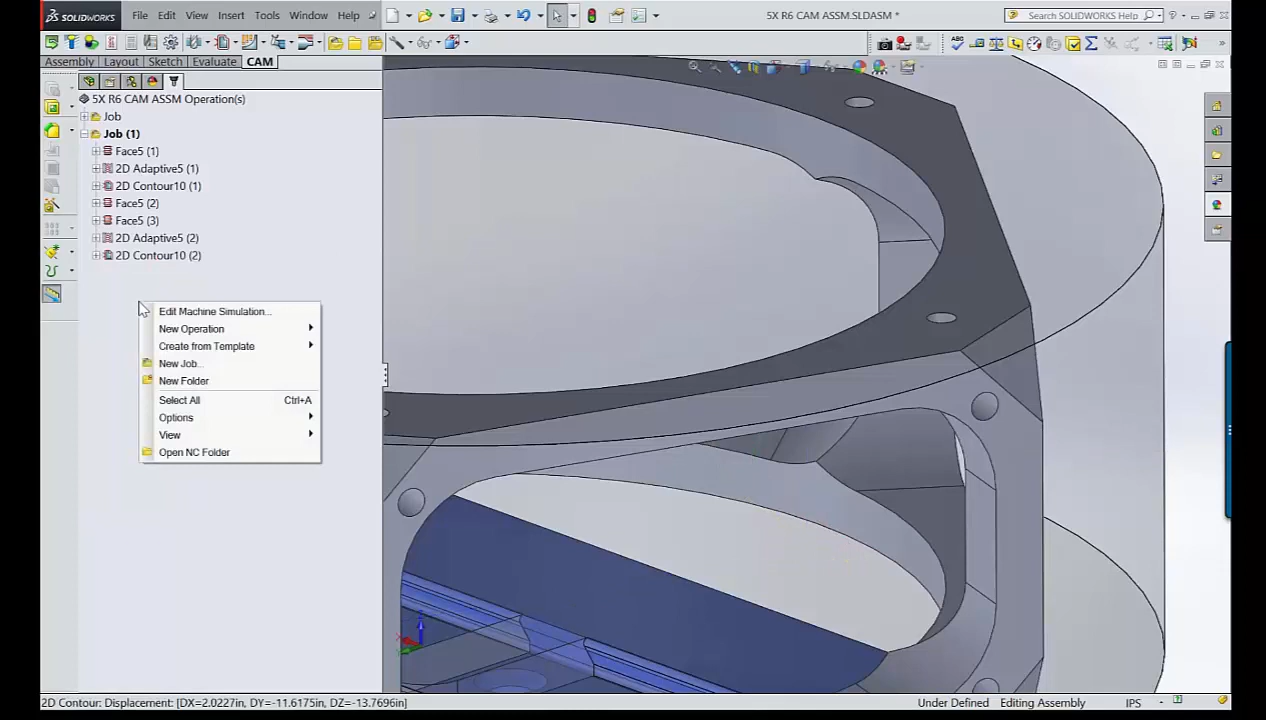 SOLIDWORKS File Edit View Insert Tools Window Help 5X R6 CAM ASSM.SLDASM * Search SOLIDWORKS Help
Assembly Layout Sketch Evaluate CAM
5X R6 CAM ASSM Operation(s)
Job
Job (1)
Face5 (1)
2D Adaptive5 (1)
2D Contour10 (1)
Face5 (2)
Face5 (3)
2D Adaptive5 (2)
2D Contour10 (2)
Edit Machine Simulation...
New Operation
Create from Template
New Job...
New Folder
Select All Ctrl+A
Options
View
Open NC Folder
2D Contour: Displacement: [DX=2.0227in, DY=-11.6175in, DZ=-13.7696in] Under Defined Editing Assembly IPS -